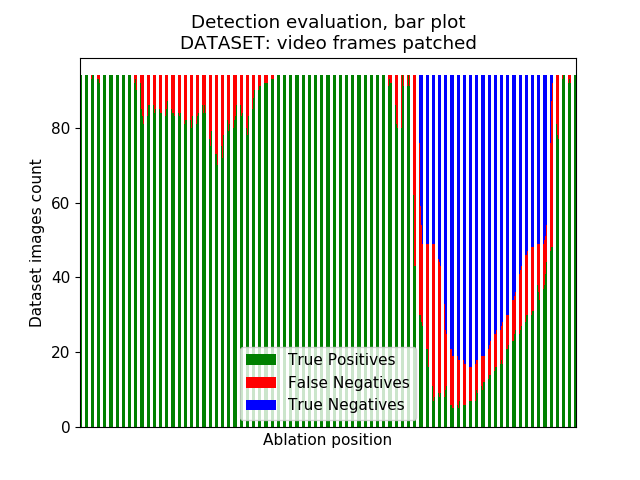 Detection evaluation, bar plot
DATASET: video frames patched
Dataset images count
80
60
40
20
0
True Positives
False Negatives
True Negatives
Ablation position